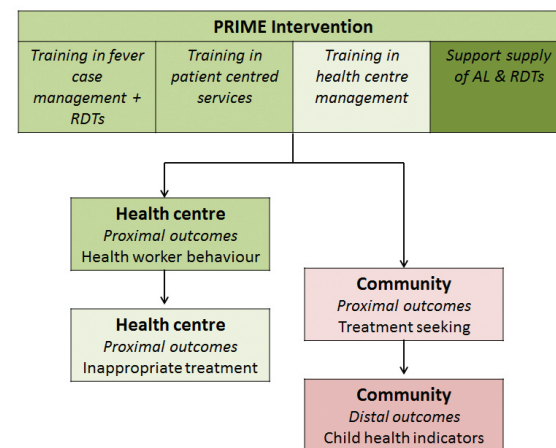 PRIME Intervention
Training in fever
case
management +
RDTs
Training in
patient centred
services
Training in
health centre
management
Support supply
of AL & RDTs
Health centre
Proximal outcomes
Health worker behaviour
Health centre
Proximal outcomes
Inappropriate treatment
Community
Proximal outcomes
Treatment seeking
Community
Distal outcomes
Child health indicators